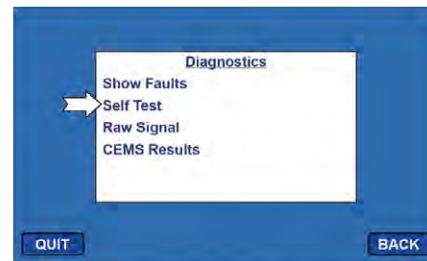 Diagnostics
Show Faults
Self Test
Raw Signal
CEMS Results
QUIT BACK